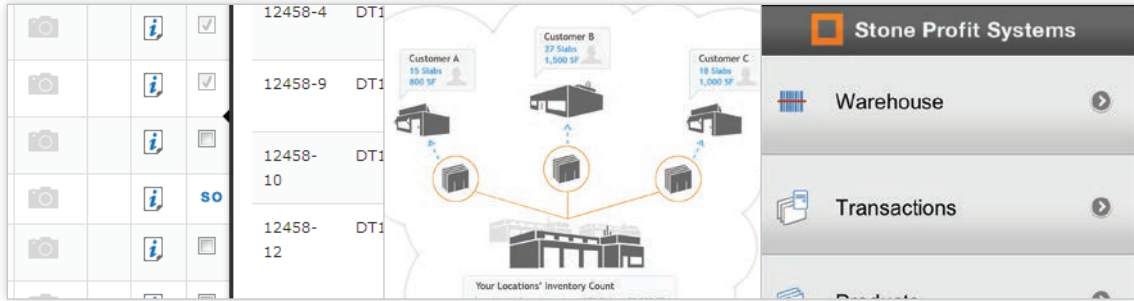 12458-4 DT1
12458-9 DT1
12458-
10 DT1
SO
12458-
12 DT1
Customer A
15 Slabs
800 SF
Customer B
27 Slabs
1,500 SF
Customer C
18 Slabs
1,000 SF
Your Locations' Inventory Count
Stone Profit Systems
Warehouse
Transactions